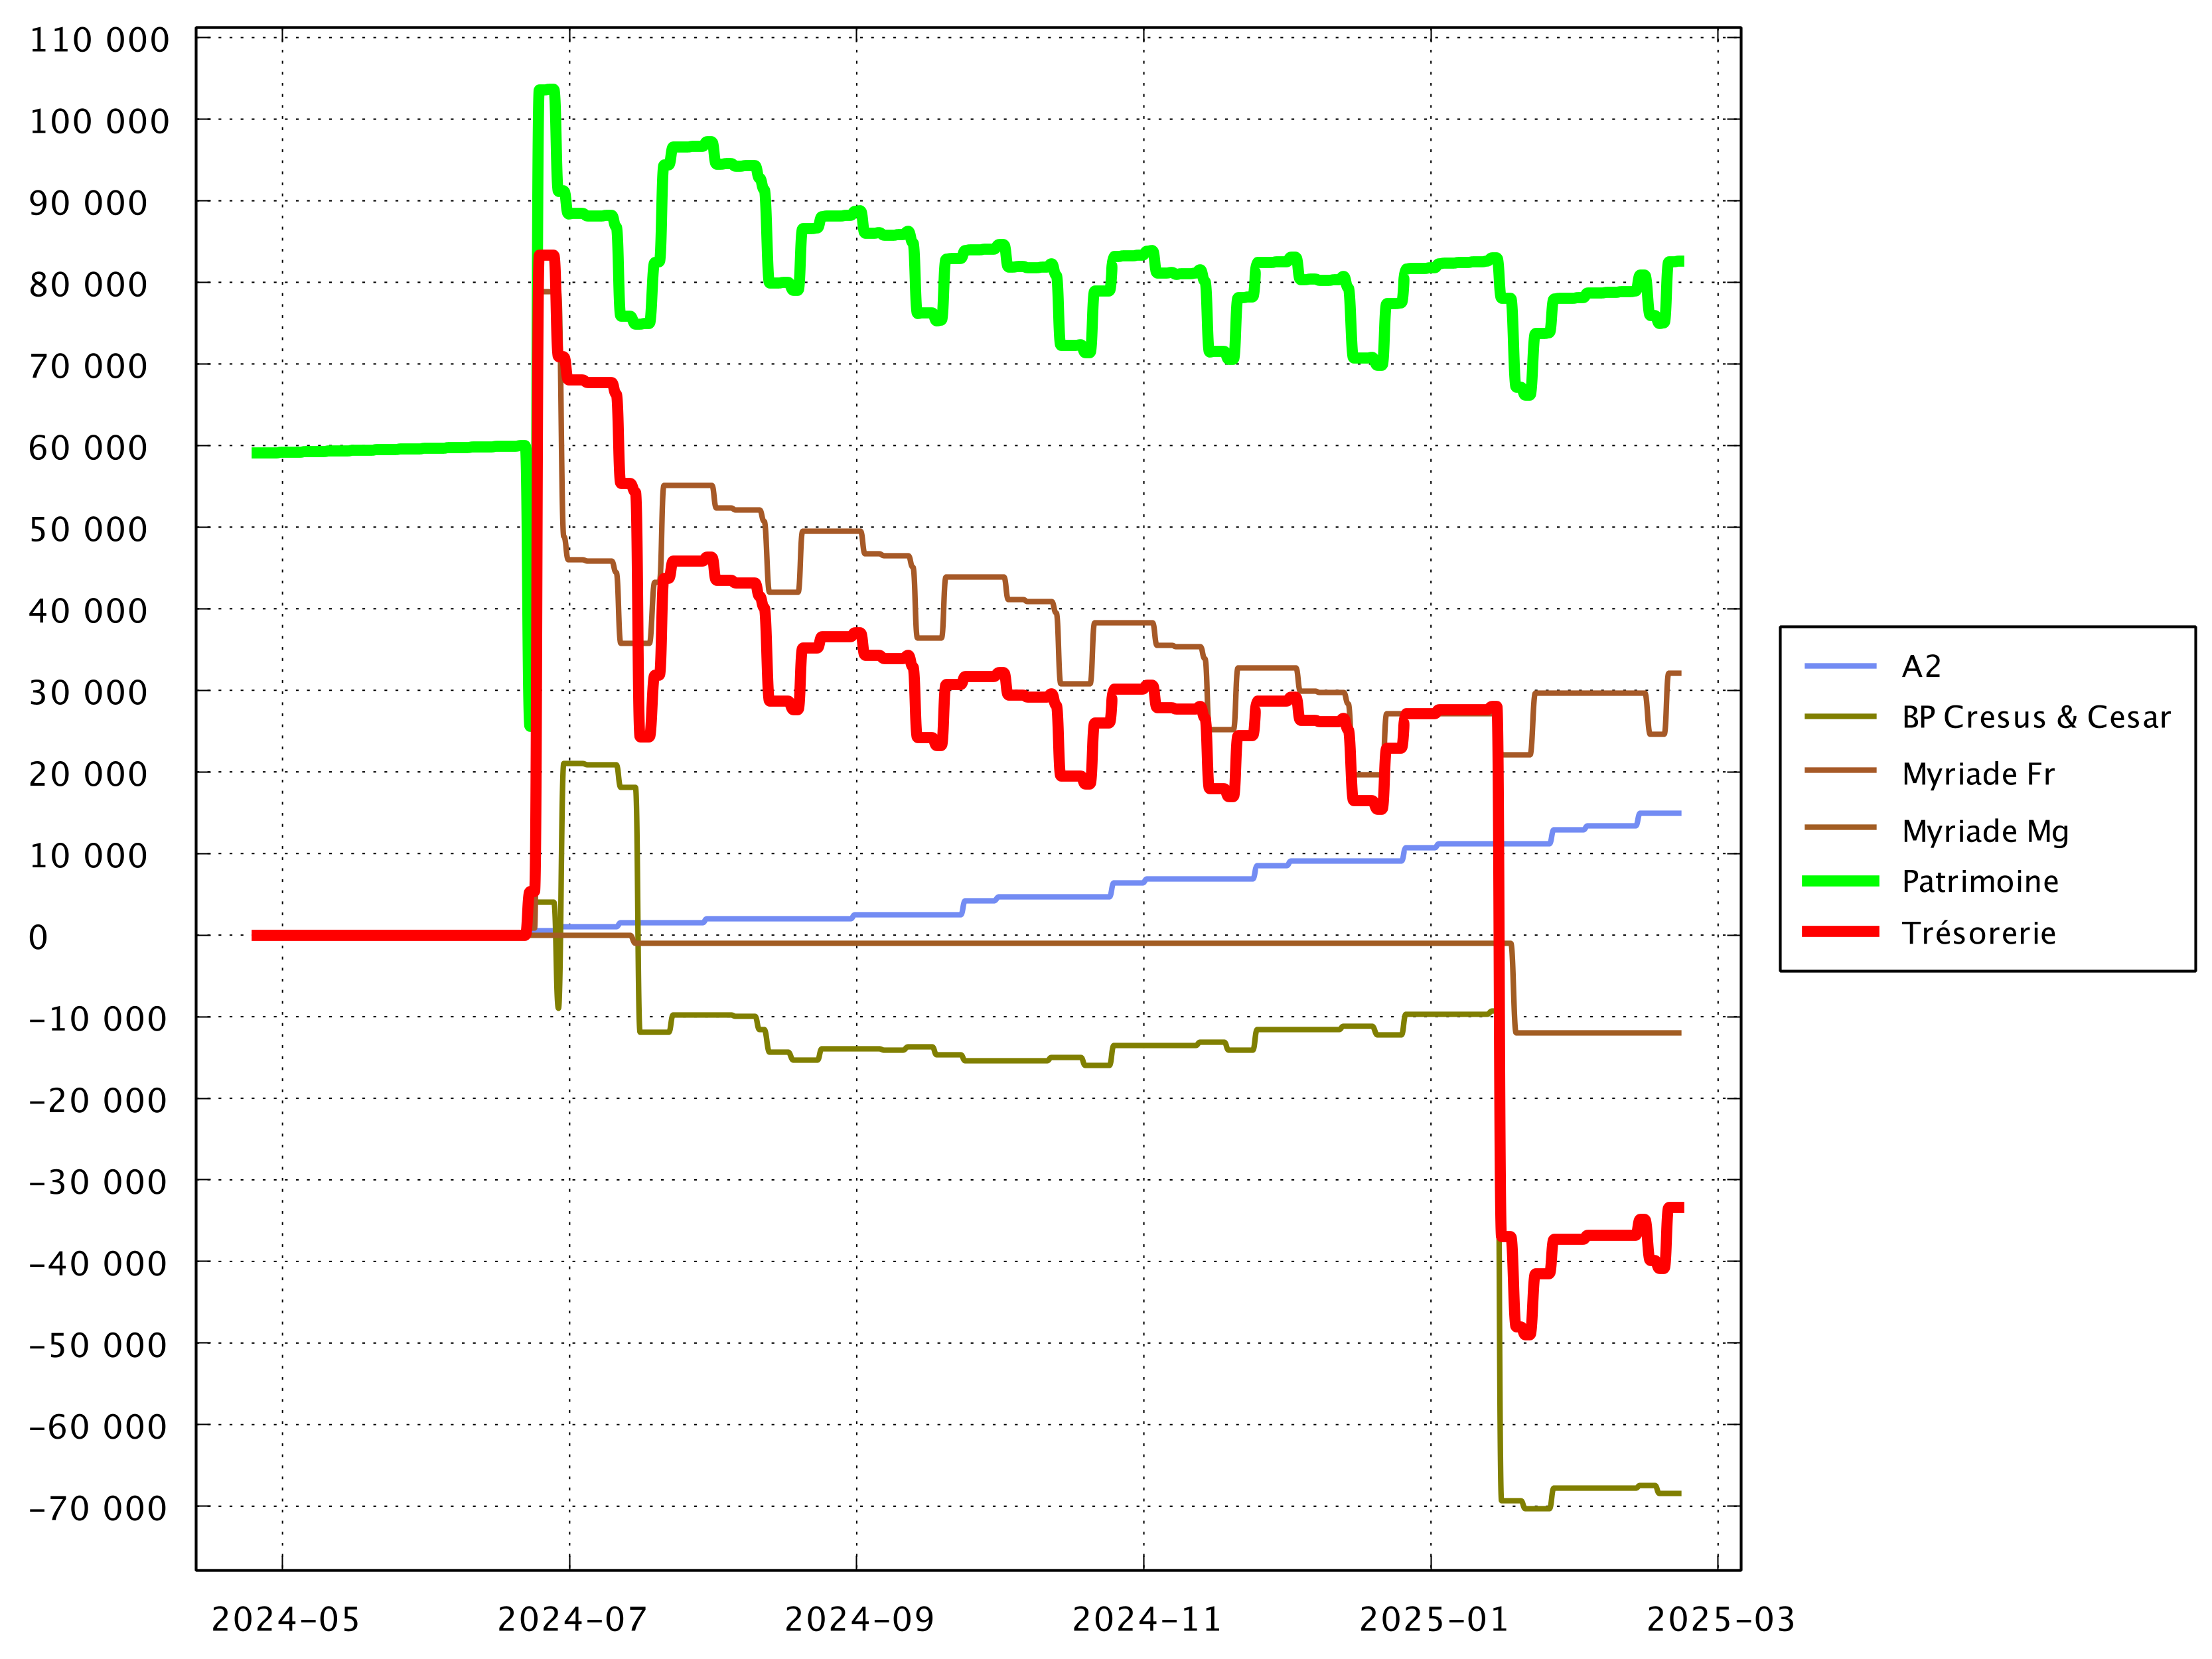 110 000
100 000
90 000
80 000
70 000
60 000
50 000
40 000
30 000
20 000
10 000
0
-10 000
-20 000
-30 000
-40 000
-50 000
-60 000
-70 000
2024-05 2024-07 2024-09 2024-11 2025-01 2025-03
A2
BP Cresus & Cesar
Myriade Fr
Myriade Mg
Patrimoine
Trésorerie